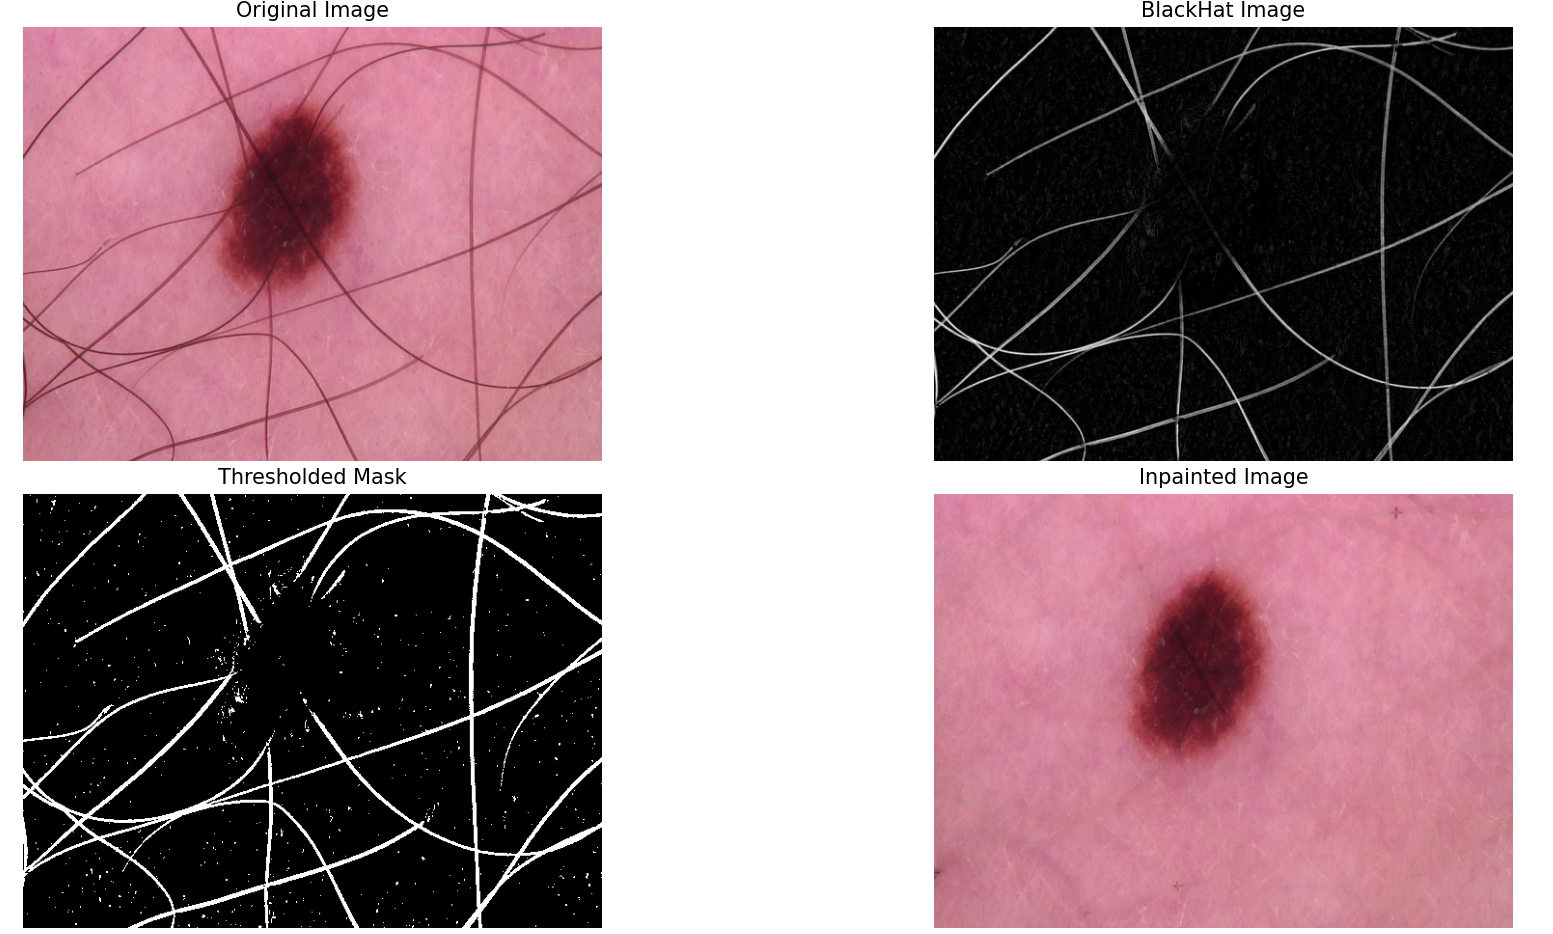 Original Image
BlackHat Image
Thresholded Mask
Inpainted Image